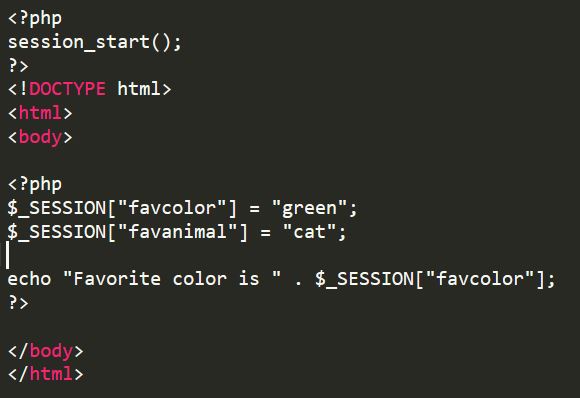 <?php
session_start();
?>
<!DOCTYPE html>
<html>
<body>

<?php
$_SESSION["favcolor"] = "green";
$_SESSION["favanimal"] = "cat";

echo "Favorite color is " . $_SESSION["favcolor"];
?>

</body>
</html>